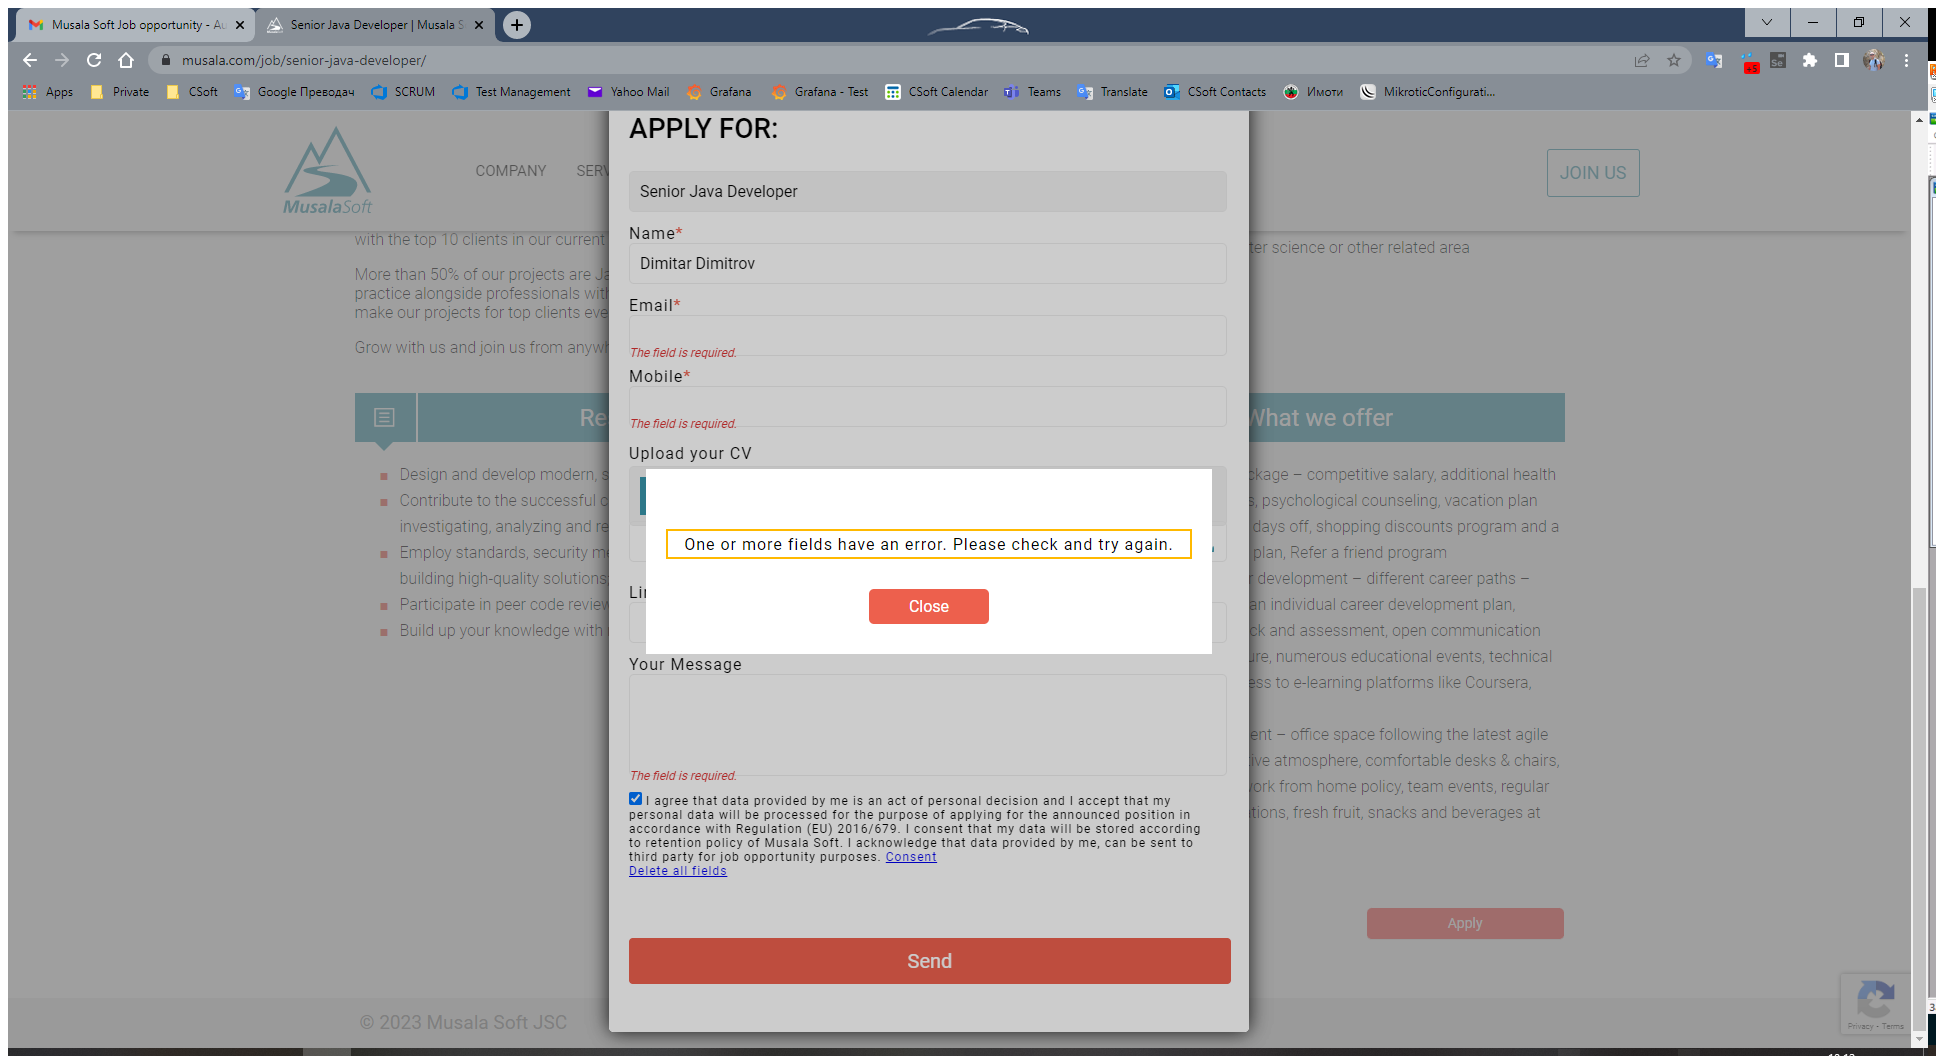 Musala Soft Job opportunity - Au
Senior Java Developer | Musala S
musala.com/job/senior-java-developer/
Apps
Private
CSoft
Google Преводач
SCRUM
Test Management
Yahoo Mail
Grafana
Grafana - Test
CSoft Calendar
Teams
Translate
CSoft Contacts
Имоти
MikroticConfigurati...
MusalaSoft
COMPANY
SERV
JOIN US
APPLY FOR:
Senior Java Developer
Name*
Dimitar Dimitrov
Email*
The field is required.
Mobile*
The field is required.
Upload your CV
One or more fields have an error. Please check and try again.
Close
Lin
Your Message
The field is required.
I agree that data provided by me is an act of personal decision and I accept that my
personal data will be processed for the purpose of applying for the announced position in
accordance with Regulation (EU) 2016/679. I consent that my data will be stored according
to retention policy of Musala Soft. I acknowledge that data provided by me, can be sent to
third party for job opportunity purposes. Consent
Delete all fields
Send
with the top 10 clients in our current
More than 50% of our projects are Ja
practice alongside professionals with
make our projects for top clients eve
Grow with us and join us from anywh
Re
Design and develop modern, s
Contribute to the successful c
investigating, analyzing and re
Employ standards, security me
building high-quality solutions,
Participate in peer code review
Build up your knowledge with
ter science or other related area
What we offer
ckage – competitive salary, additional health
s, psychological counseling, vacation plan
days off, shopping discounts program and a
plan, Refer a friend program
r development – different career paths –
an individual career development plan,
ck and assessment, open communication
ure, numerous educational events, technical
ess to e-learning platforms like Coursera,
ent – office space following the latest agile
ive atmosphere, comfortable desks & chairs,
work from home policy, team events, regular
tions, fresh fruit, snacks and beverages at
Apply
© 2023 Musala Soft JSC
Privacy - Terms